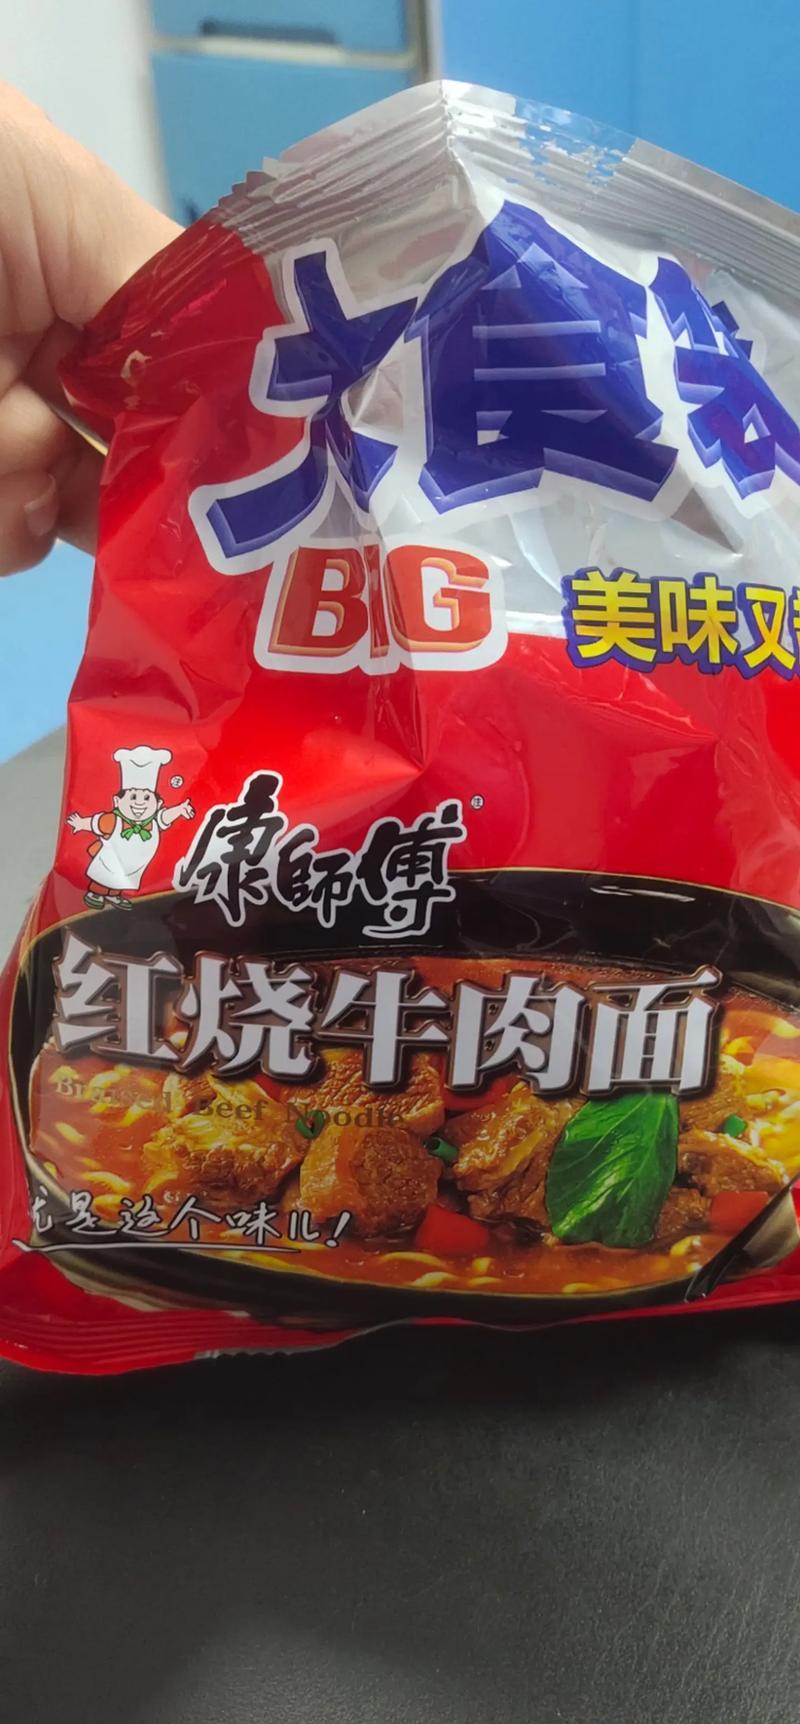 大食袋
BIG
美味又
康師傅
红烧牛肉面
Braised Beef Noodle
就是这个味儿!